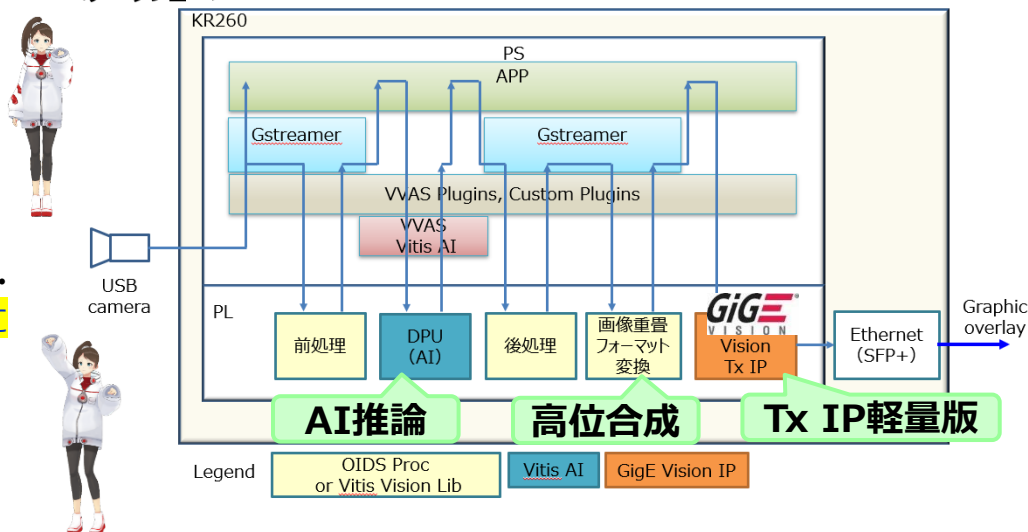 KR260
PS
APP
Gstreamer
Gstreamer
VVAS Plugins, Custom Plugins
VVAS
Vitis AI
USB
camera
PL
前処理
DPU
(AI)
後処理
画像重畳
フォーマット
変換
GiGE
VISION
Vision
Tx IP
Ethernet
(SFP+)
Graphic
overlay
AI推論
高位合成
Tx IP軽量版
Legend
OIDS Proc
or Vitis Vision Lib
Vitis AI
GigE Vision IP